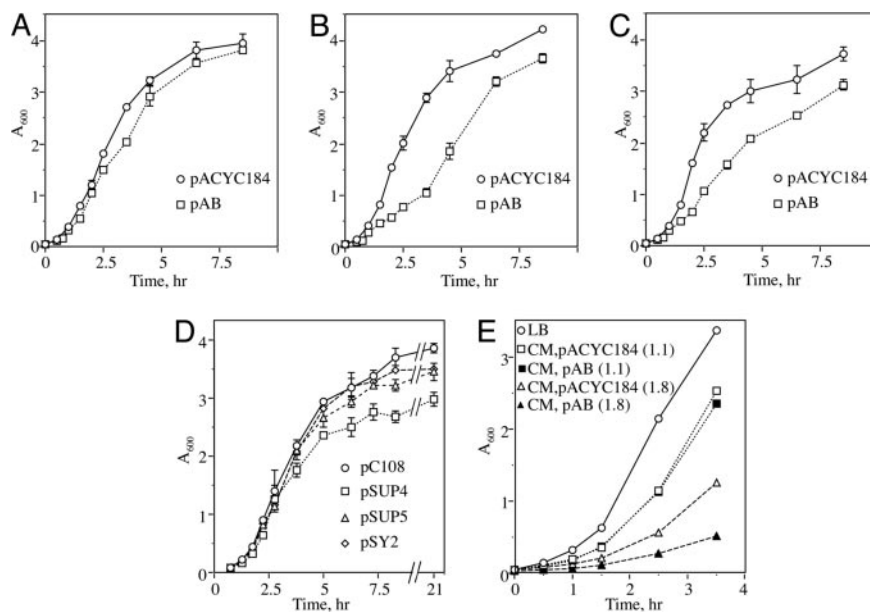 A
A₆₀₀
4
3
2
1
0
0
2.5
5
7.5
Time, hr
pACYC184
pAB
B
A₆₀₀
4
3
2
1
0
0
2.5
5
7.5
Time, hr
pACYC184
pAB
C
A₆₀₀
4
3
2
1
0
0
2.5
5
7.5
Time, hr
pACYC184
pAB
D
A₆₀₀
4
3
2
1
0
0
2.5
5
7.5
21
Time, hr
pC108
pSUP4
pSUP5
pSY2
E
A₆₀₀
3
2
1
0
0
1
2
3
4
Time, hr
LB
CM,pACYC184 (1.1)
CM, pAB (1.1)
CM,pACYC184 (1.8)
CM, pAB (1.8)